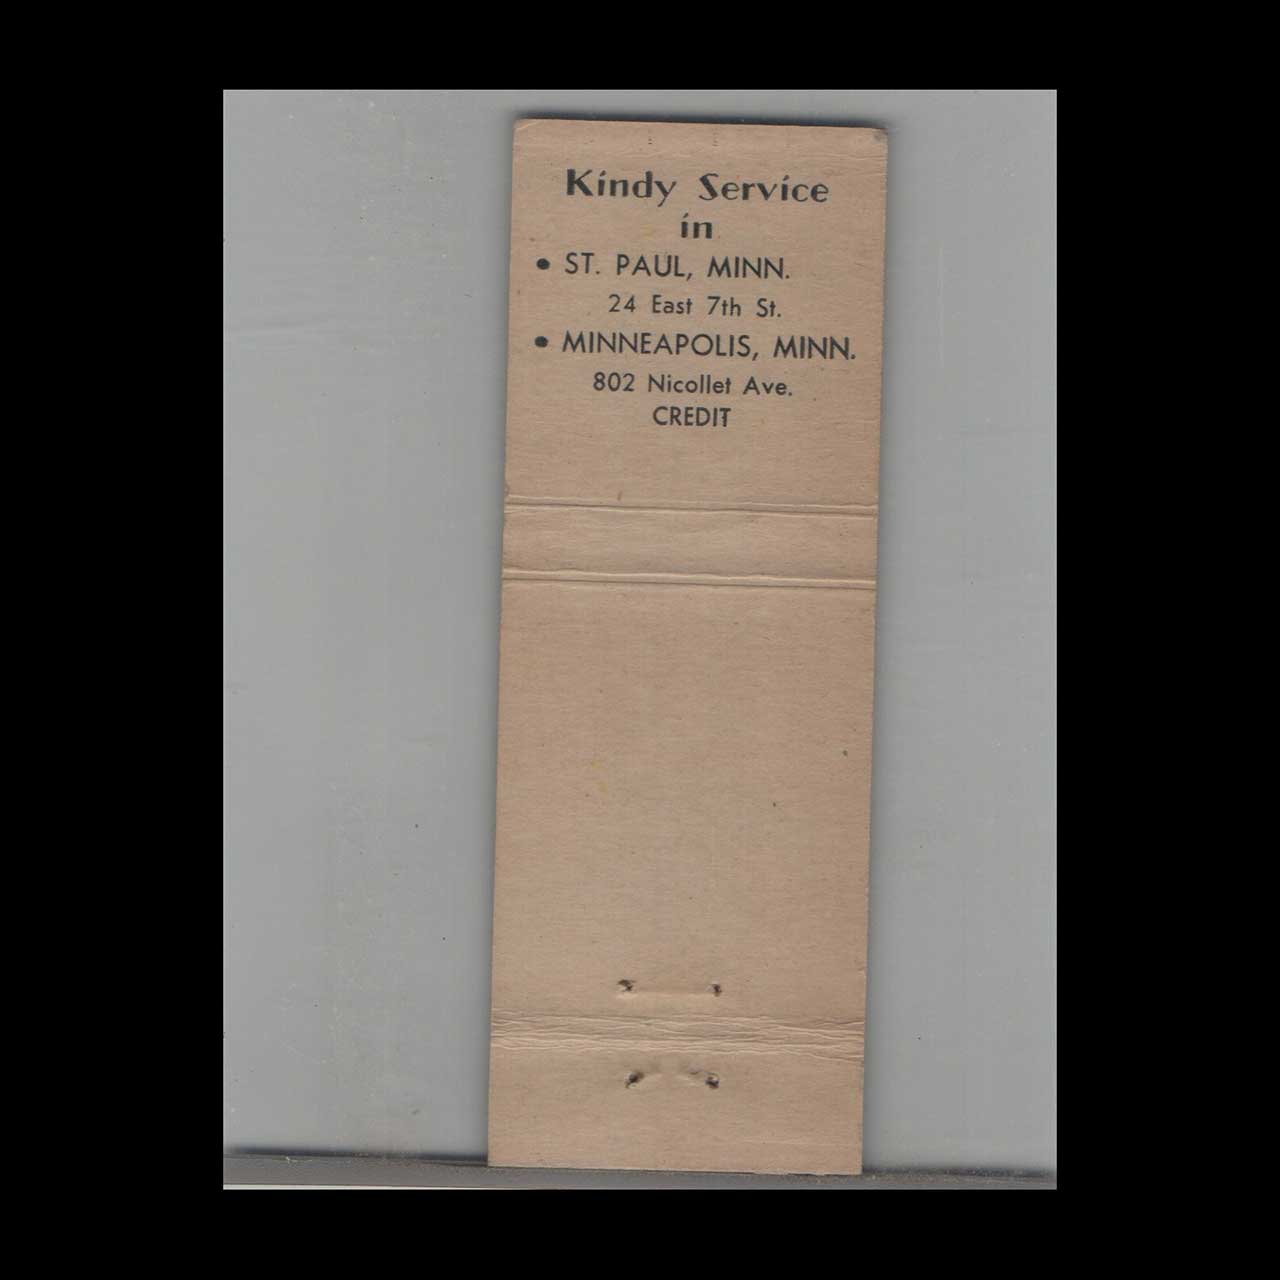 Kindy Service
in
• ST. PAUL, MINN.
24 East 7th St.
• MINNEAPOLIS, MINN.
802 Nicollet Ave.
CREDIT